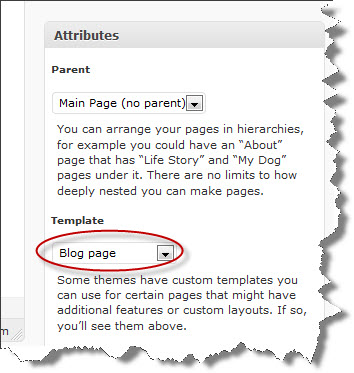 Attributes
Parent
Main Page (no parent)
You can arrange your pages in hierarchies,
for example you could have an “About”
page that has “Life Story” and “My Dog”
pages under it. There are no limits to how
deeply nested you can make pages.
Template
Blog page
Some themes have custom templates you
can use for certain pages that might have
additional features or custom layouts. If so,
you’ll see them above.